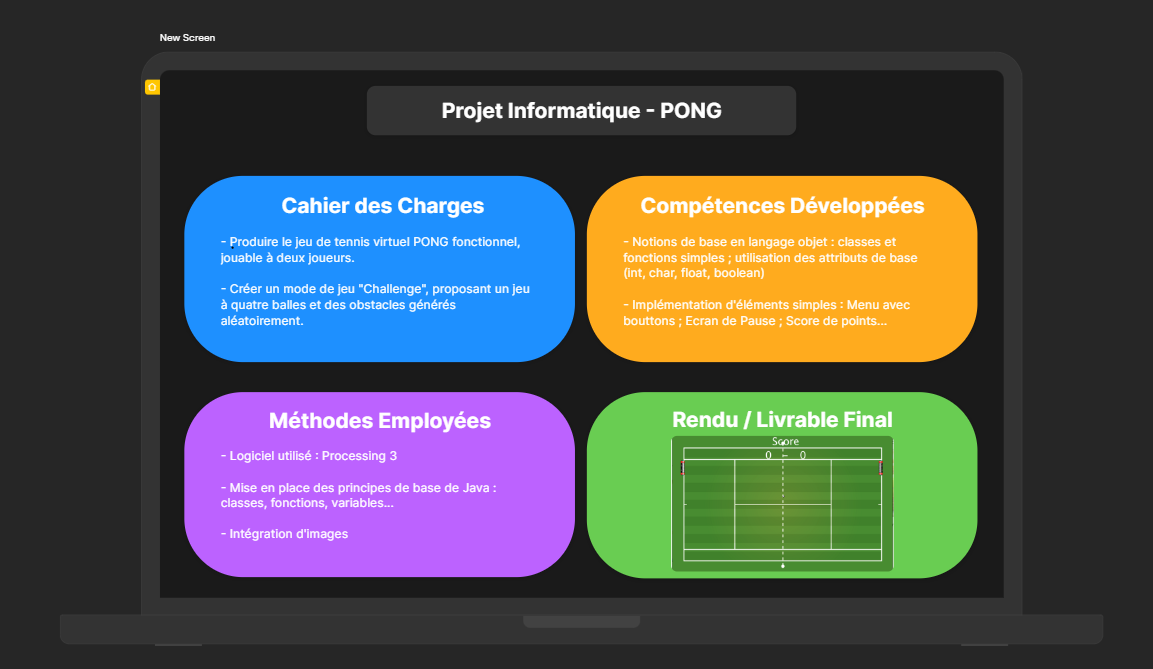 New Screen
Projet Informatique - PONG
Cahier des Charges
- Produire le jeu de tennis virtuel PONG fonctionnel,
jouable à deux joueurs.
- Créer un mode de jeu "Challenge", proposant un jeu
à quatre balles et des obstacles générés
aléatoirement.
Compétences Développées
- Notions de base en langage objet : classes et
fonctions simples ; utilisation des attributs de base
(int, char, float, boolean)
- Implémentation d'éléments simples : Menu avec
bouttons ; Ecran de Pause ; Score de points...
Méthodes Employées
- Logiciel utilisé : Processing 3
- Mise en place des principes de base de Java :
classes, fonctions, variables...
- Intégration d'images
Rendu / Livrable Final
Score
0 - 0